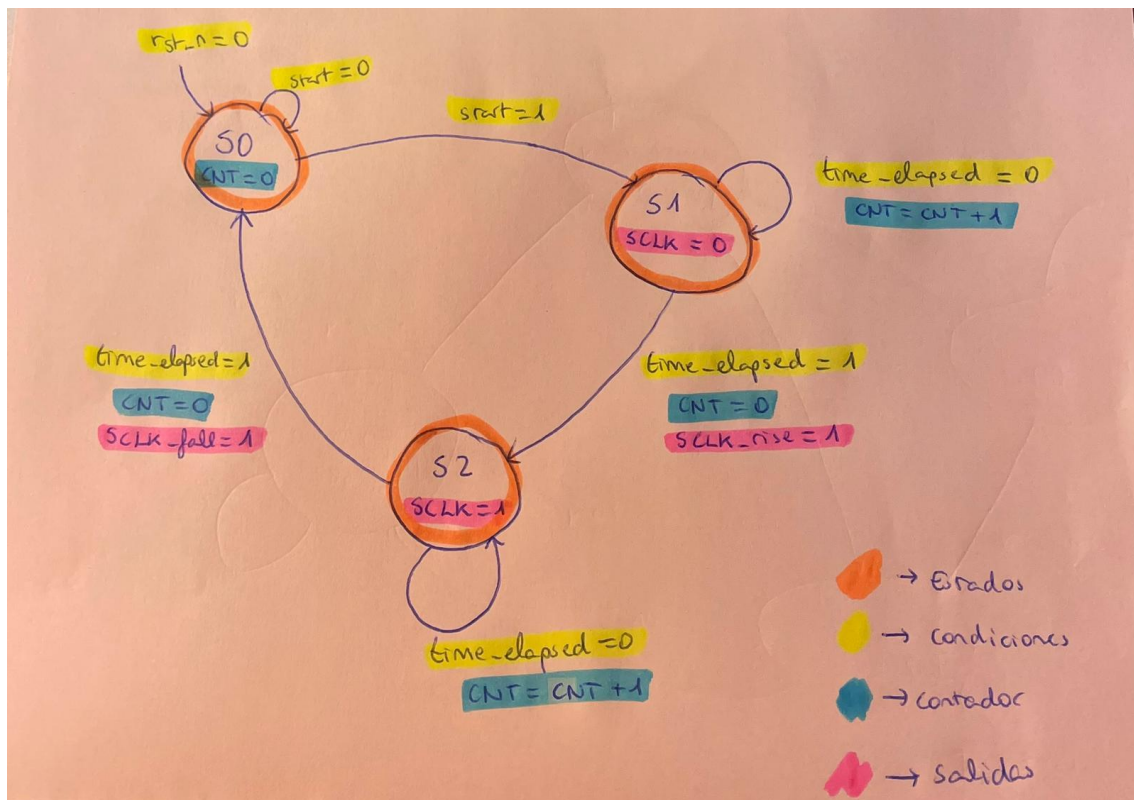 rst_n = 0
start = 0
start=1
S0
CNT=0
S1
SCLK = 0
time_elapsed = 0
CNT = CNT + 1
time_elapsed=1
CNT=0
SCLK_fall=1
time_elapsed = 1
CNT = 0
SCLK_rise=1
S2
SCLK=1
time_elapsed =0
CNT = CNT +1
→ Estados
→ condiciones
→ contador
→ Salidas